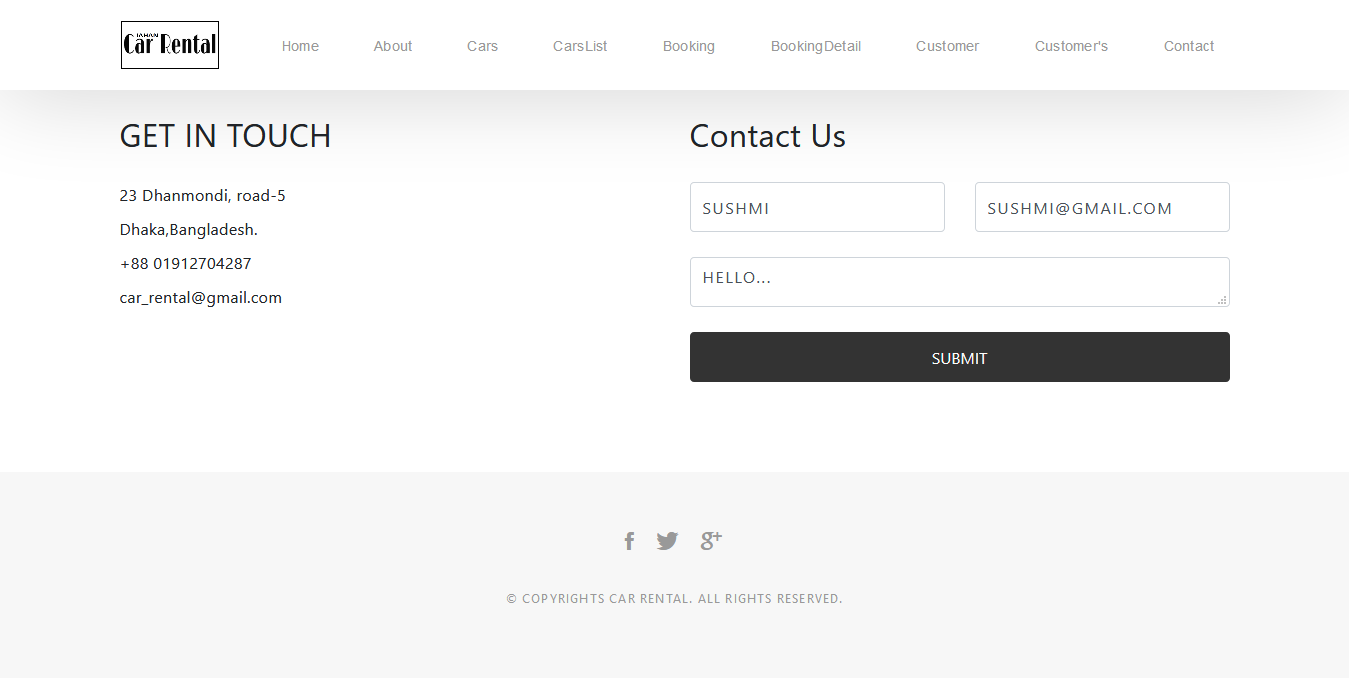 JAHAN
Car Rental
Home About Cars CarsList Booking BookingDetail Customer Customer's Contact
GET IN TOUCH
23 Dhanmondi, road-5
Dhaka,Bangladesh.
+88 01912704287
car_rental@gmail.com
Contact Us
SUSHMI SUSHMI@GMAIL.COM
HELLO...
SUBMIT
© COPYRIGHTS CAR RENTAL. ALL RIGHTS RESERVED.